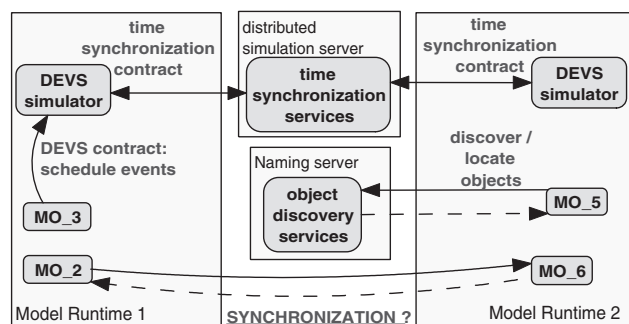 time
synchronization
contract
distributed
simulation server
time
synchronization
contract
DEVS
simulator
time
synchronization
services
DEVS
simulator
DEVS contract:
schedule events
Naming server
discover /
locate
objects
object
discovery
services
MO_3
MO_5
MO_2
MO_6
Model Runtime 1
SYNCHRONIZATION ?
Model Runtime 2